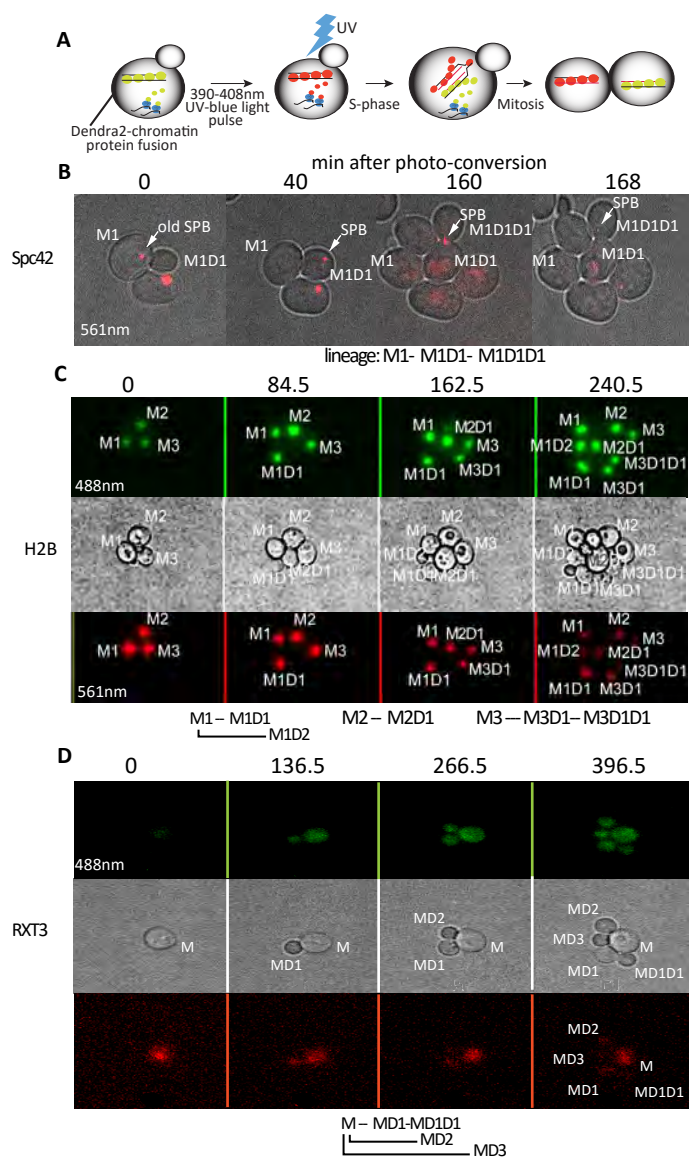 A
UV
390-408nm
UV-blue light
pulse
S-phase
Mitosis
Dendra2-chromatin
protein fusion
min after photo-conversion
B
0 40 160 168
Spc42
M1
old SPB
M1D1
561nm
M1
SPB
M1D1
SPB
M1D1D1
M1
M1D1
SPB
M1D1D1
M1
M1D1
lineage: M1- M1D1- M1D1D1
C
0 84.5 162.5 240.5
H2B
M2
M1
M3
488nm
M1
M2
M3
M1D1
M1
M2
M2D1
M3
M1D1
M3D1
M2
M1
M3
M1D2
M2D1
M3D1D1
M1D1
M3D1
M2
M1
M3
M2
M1
M3
M1D1
M2D1
M2
M1
M3
M2D1
M2
M1
M3
M1D2
M3D1D1
M1D1
M3D1
M2
M1
M3
561nm
M2
M1
M3
M1D1
M1
M2D1
M3
M1D1
M3D1
M2
M1
M3
M1D2
M2D1
M3D1D1
M1D1
M3D1
M1 – M1D1
M1D2
M2 – M2D1
M3 –– M3D1– M3D1D1
D
0 136.5 266.5 396.5
RXT3
488nm
M
M
MD1
MD2
M
MD1
MD2
MD3
M
MD1
MD1D1
MD2
MD3
M
MD1
MD1D1
M – MD1-MD1D1
MD2
MD3